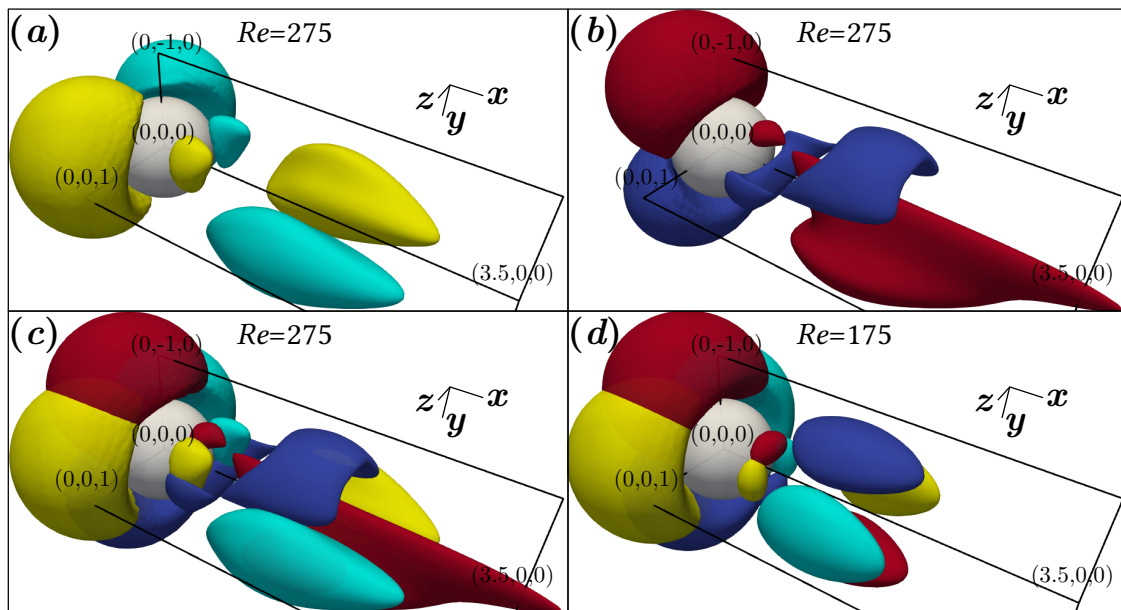 (a) Re=275
(0,-1,0)
(0,0,0)
(0,0,1)
(3.5,0,0)
z y x
(b) Re=275
(0,-1,0)
(0,0,0)
(0,0,1)
(3.5,0,0)
z y x
(c) Re=275
(0,-1,0)
(0,0,0)
(0,0,1)
(3.5,0,0)
z y x
(d) Re=175
(0,-1,0)
(0,0,0)
(0,0,1)
(3.5,0,0)
z y x